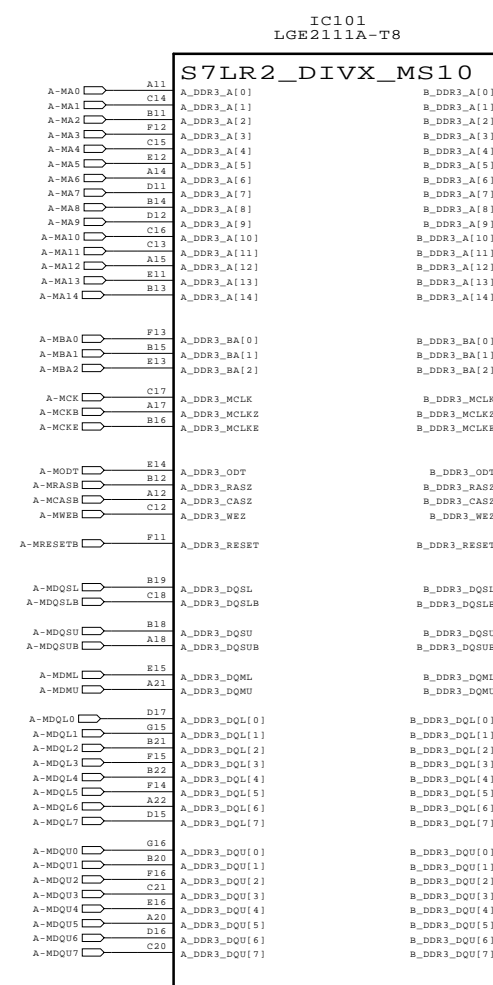 IC101
LGE2111A-T8
S7LR2_DIVX_MS10
A-MA0 A11 A_DDR3_A[0] B_DDR3_A[0]
A-MA1 C14 A_DDR3_A[1] B_DDR3_A[1]
A-MA2 B11 A_DDR3_A[2] B_DDR3_A[2]
A-MA3 F12 A_DDR3_A[3] B_DDR3_A[3]
A-MA4 C15 A_DDR3_A[4] B_DDR3_A[4]
A-MA5 E12 A_DDR3_A[5] B_DDR3_A[5]
A-MA6 A14 A_DDR3_A[6] B_DDR3_A[6]
A-MA7 D11 A_DDR3_A[7] B_DDR3_A[7]
A-MA8 B14 A_DDR3_A[8] B_DDR3_A[8]
A-MA9 D12 A_DDR3_A[9] B_DDR3_A[9]
A-MA10 C16 A_DDR3_A[10] B_DDR3_A[10]
A-MA11 C13 A_DDR3_A[11] B_DDR3_A[11]
A-MA12 A15 A_DDR3_A[12] B_DDR3_A[12]
A-MA13 E11 A_DDR3_A[13] B_DDR3_A[13]
A-MA14 B13 A_DDR3_A[14] B_DDR3_A[14]
A-MBA0 F13 A_DDR3_BA[0] B_DDR3_BA[0]
A-MBA1 B15 A_DDR3_BA[1] B_DDR3_BA[1]
A-MBA2 E13 A_DDR3_BA[2] B_DDR3_BA[2]
A-MCK C17 A_DDR3_MCLK B_DDR3_MCLK
A-MCKB A17 A_DDR3_MCLKZ B_DDR3_MCLKZ
A-MCKE B16 A_DDR3_MCLKE B_DDR3_MCLKE
A-MODT E14 A_DDR3_ODT B_DDR3_ODT
A-MRASB B12 A_DDR3_RASZ B_DDR3_RASZ
A-MCASB A12 A_DDR3_CASZ B_DDR3_CASZ
A-MWEB C12 A_DDR3_WEZ B_DDR3_WEZ
A-MRESETB F11 A_DDR3_RESET B_DDR3_RESET
A-MDQSL B19 A_DDR3_DQSL B_DDR3_DQSL
A-MDQSLB C18 A_DDR3_DQSLB B_DDR3_DQSLB
A-MDQSU B18 A_DDR3_DQSU B_DDR3_DQSU
A-MDQSUB A18 A_DDR3_DQSUB B_DDR3_DQSUB
A-MDML E15 A_DDR3_DQML B_DDR3_DQML
A-MDMU A21 A_DDR3_DQMU B_DDR3_DQMU
A-MDQL0 D17 A_DDR3_DQL[0] B_DDR3_DQL[0]
A-MDQL1 G15 A_DDR3_DQL[1] B_DDR3_DQL[1]
A-MDQL2 B21 A_DDR3_DQL[2] B_DDR3_DQL[2]
A-MDQL3 F15 A_DDR3_DQL[3] B_DDR3_DQL[3]
A-MDQL4 B22 A_DDR3_DQL[4] B_DDR3_DQL[4]
A-MDQL5 F14 A_DDR3_DQL[5] B_DDR3_DQL[5]
A-MDQL6 A22 A_DDR3_DQL[6] B_DDR3_DQL[6]
A-MDQL7 D15 A_DDR3_DQL[7] B_DDR3_DQL[7]
A-MDQU0 G16 A_DDR3_DQU[0] B_DDR3_DQU[0]
A-MDQU1 B20 A_DDR3_DQU[1] B_DDR3_DQU[1]
A-MDQU2 F16 A_DDR3_DQU[2] B_DDR3_DQU[2]
A-MDQU3 C21 A_DDR3_DQU[3] B_DDR3_DQU[3]
A-MDQU4 E16 A_DDR3_DQU[4] B_DDR3_DQU[4]
A-MDQU5 A20 A_DDR3_DQU[5] B_DDR3_DQU[5]
A-MDQU6 D16 A_DDR3_DQU[6] B_DDR3_DQU[6]
A-MDQU7 C20 A_DDR3_DQU[7] B_DDR3_DQU[7]